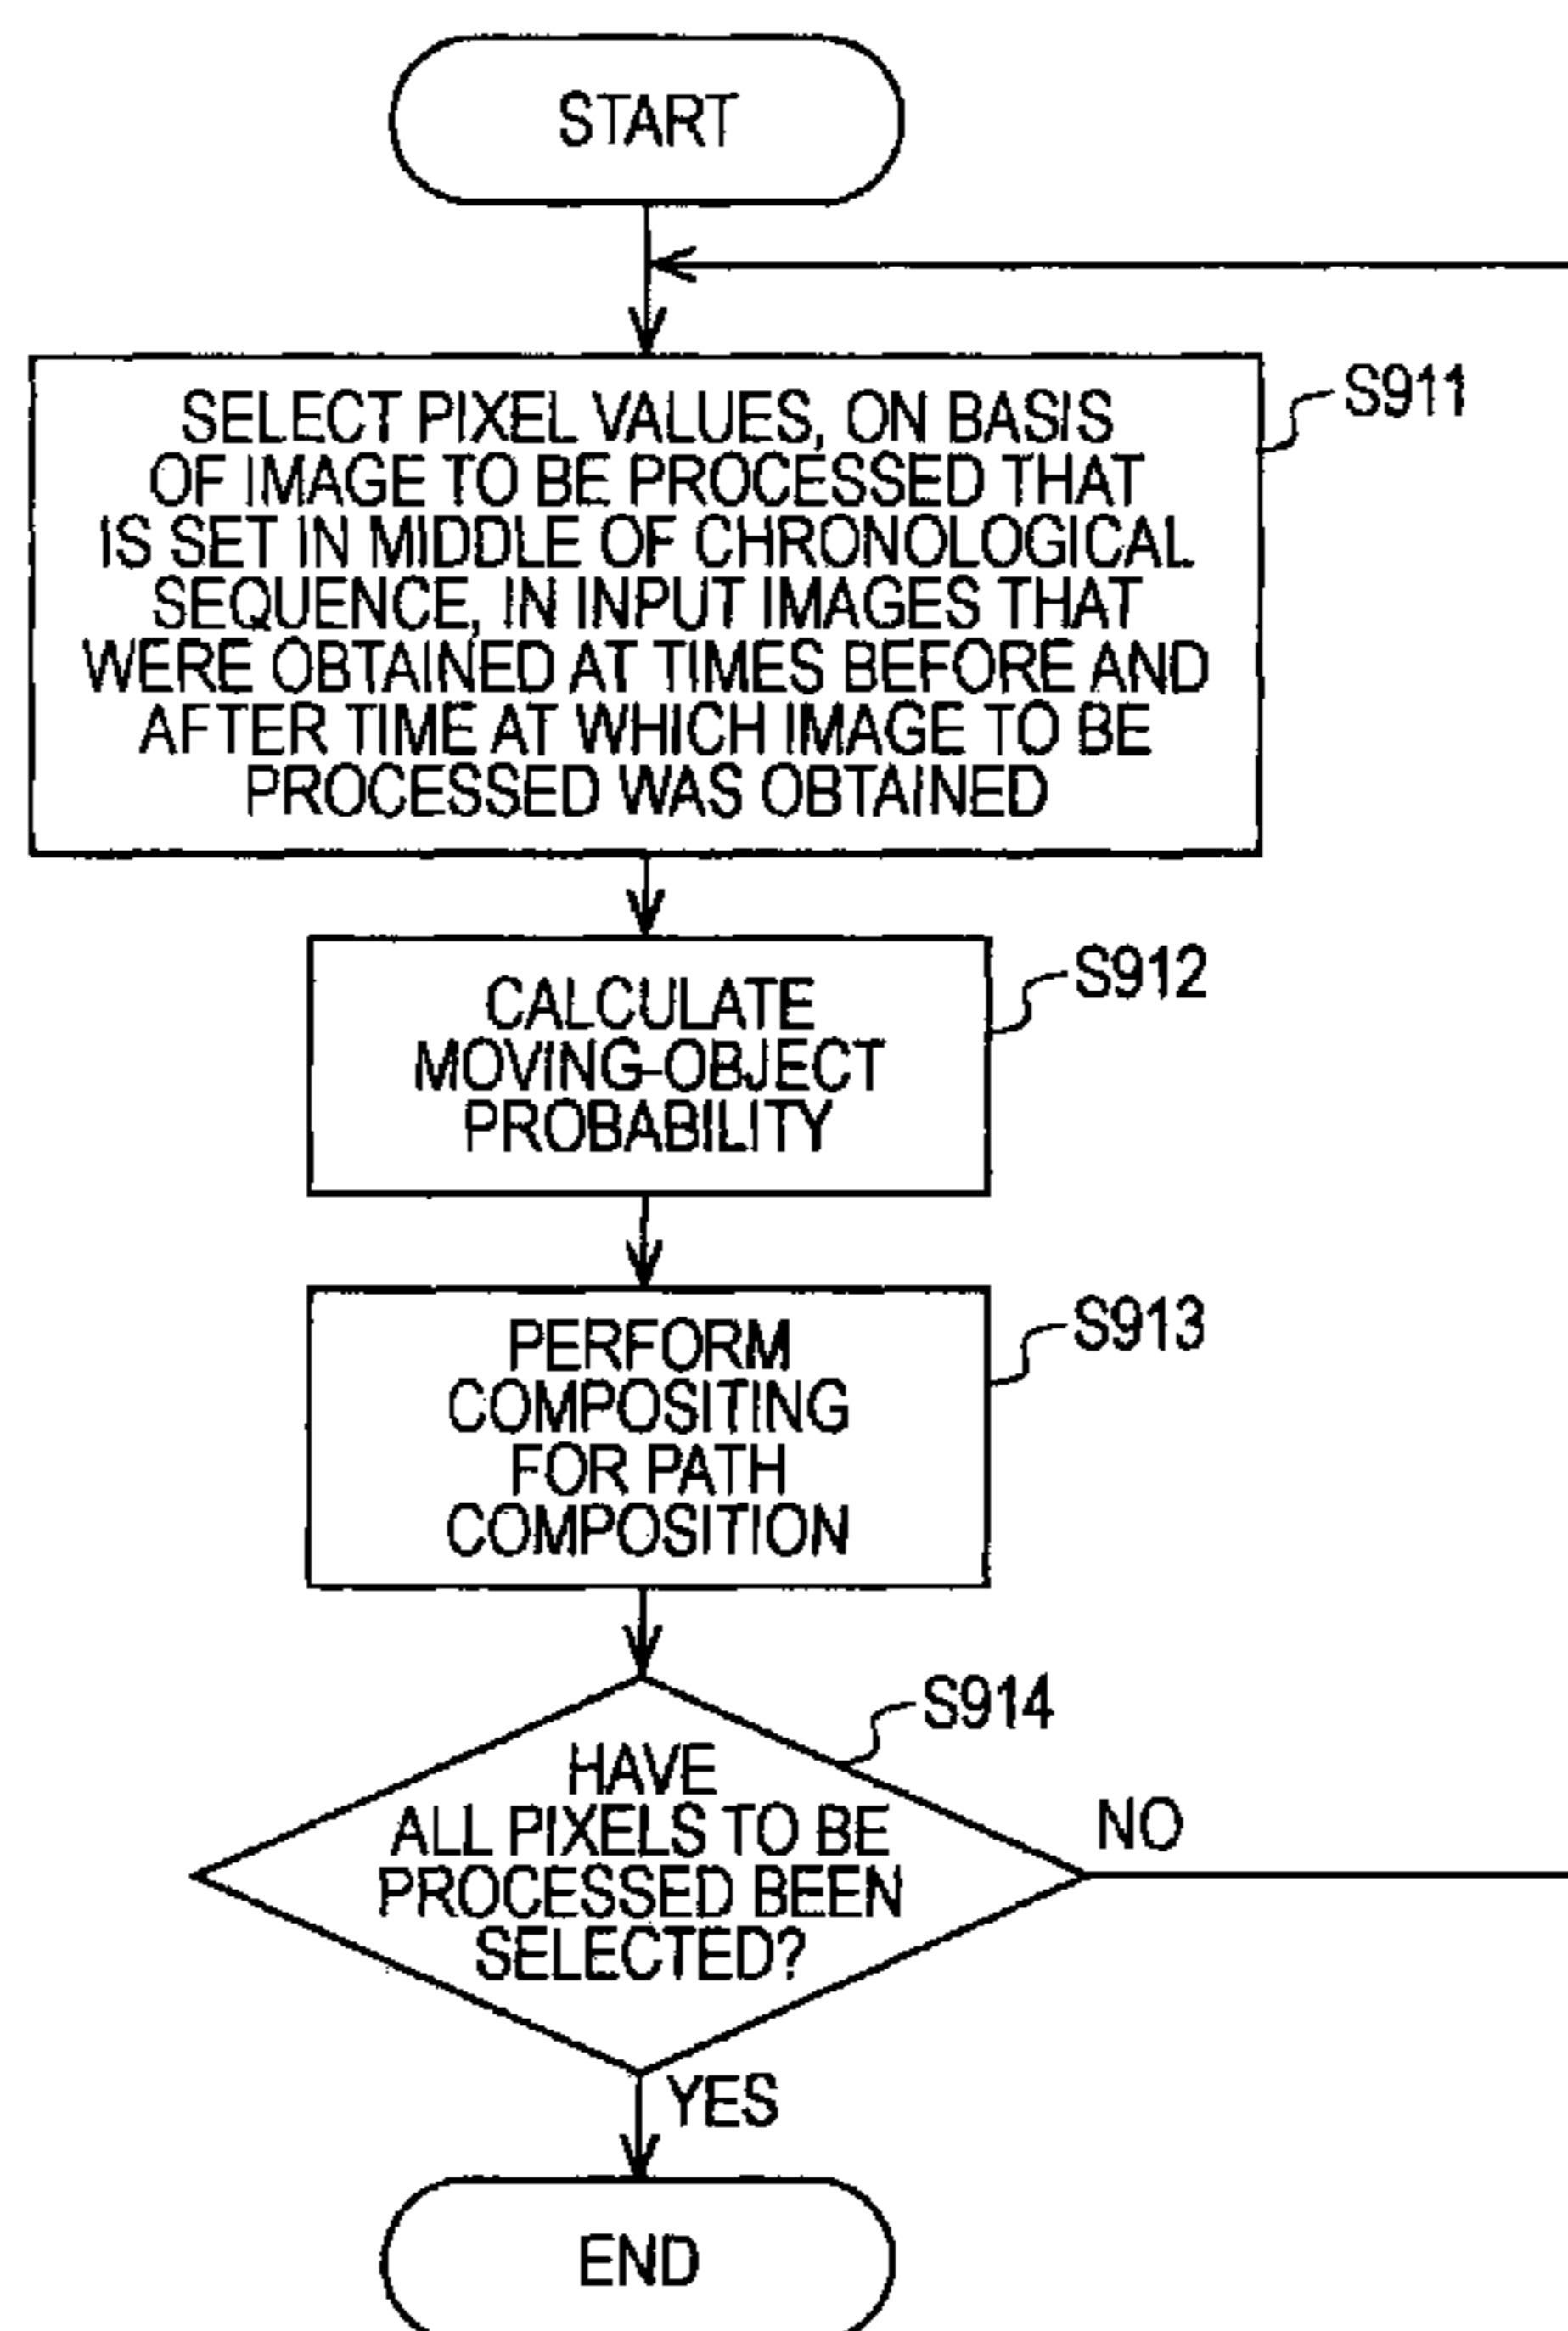 START
SELECT PIXEL VALUES, ON BASIS
OF IMAGE TO BE PROCESSED THAT
IS SET IN MIDDLE OF CHRONOLOGICAL
SEQUENCE, IN INPUT IMAGES THAT
WERE OBTAINED AT TIMES BEFORE AND
AFTER TIME AT WHICH IMAGE TO BE
PROCESSED WAS OBTAINED
S911
CALCULATE
MOVING-OBJECT
PROBABILITY
S912
PERFORM
COMPOSITING
FOR PATH
COMPOSITION
S913
HAVE
ALL PIXELS TO BE
PROCESSED BEEN
SELECTED?
S914
NO
YES
END